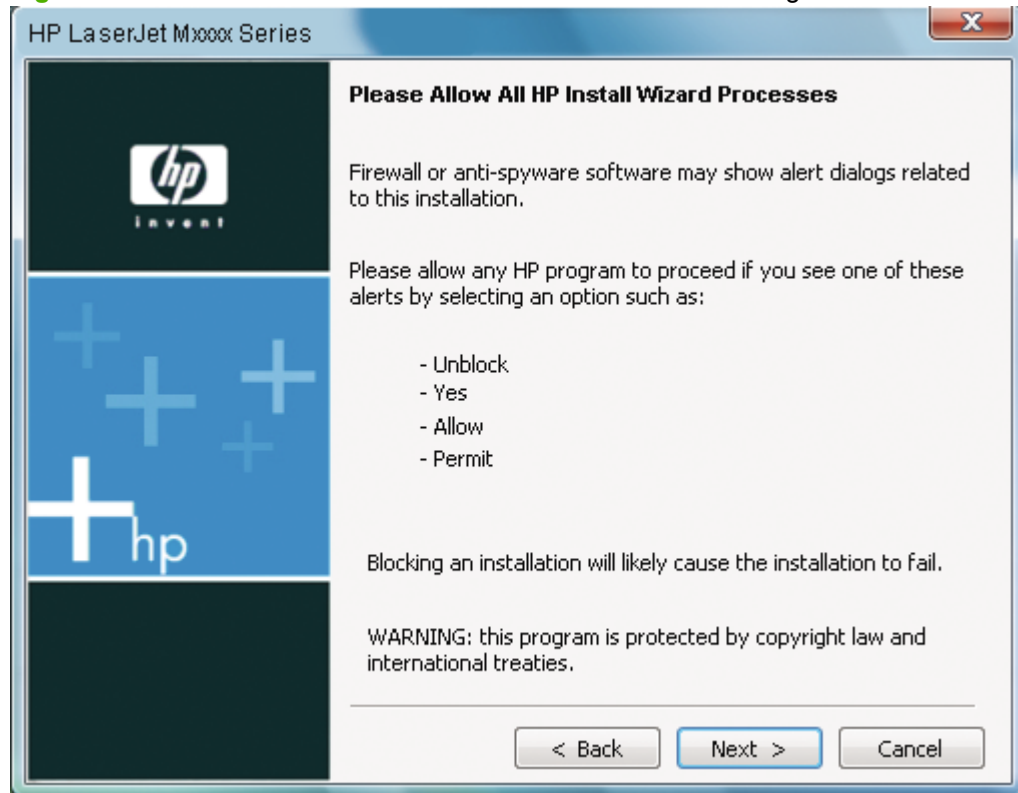 HP LaserJet Mxxxx Series
X
Please Allow All HP Install Wizard Processes
hp
invent
Firewall or anti-spyware software may show alert dialogs related
to this installation.
Please allow any HP program to proceed if you see one of these
alerts by selecting an option such as:
- Unblock
- Yes
- Allow
- Permit
hp
Blocking an installation will likely cause the installation to fail.
WARNING: this program is protected by copyright law and
international treaties.
< Back
Next >
Cancel